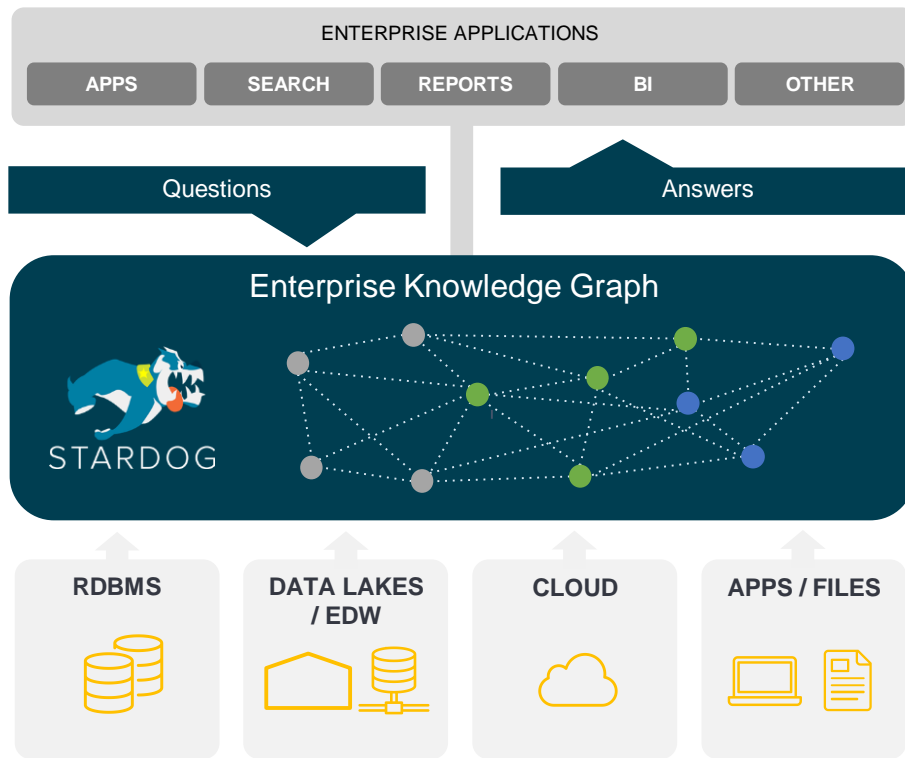 ENTERPRISE APPLICATIONS
APPS
SEARCH
REPORTS
BI
OTHER
Questions
Answers
Enterprise Knowledge Graph
STARDOG
RDBMS
DATA LAKES
/ EDW
CLOUD
APPS / FILES